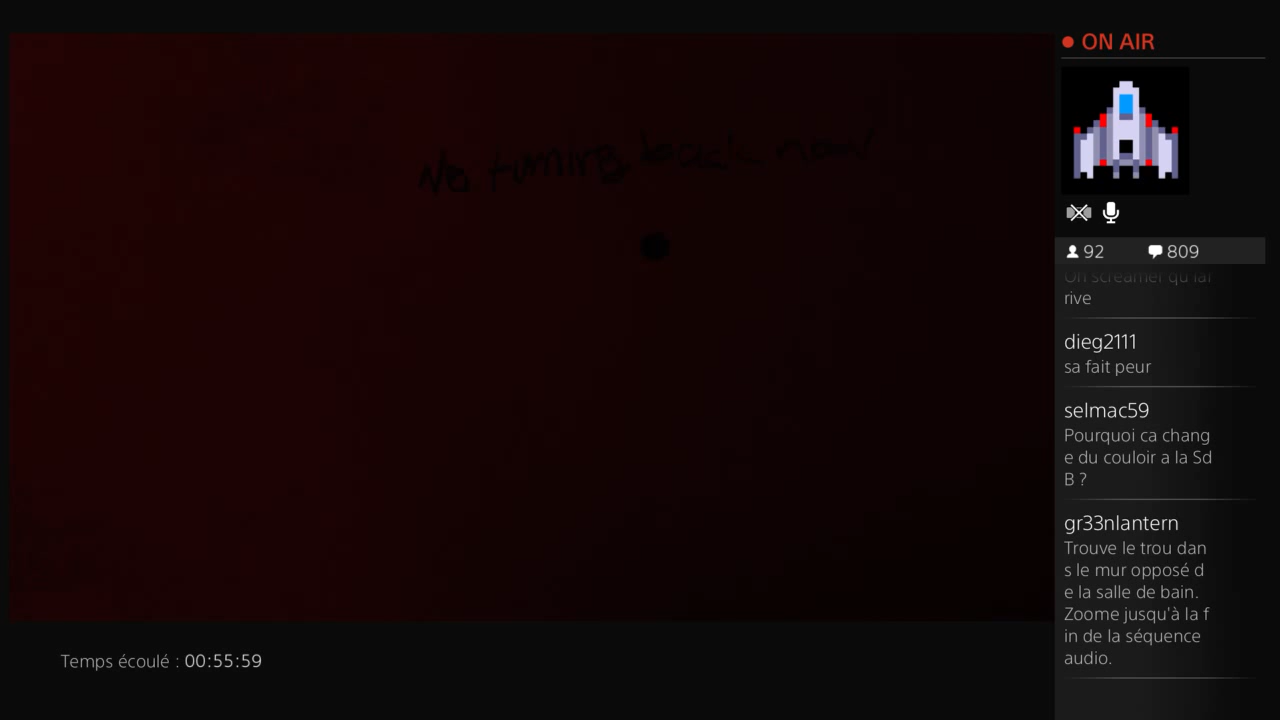 No turning back now
ON AIR
92 809
rive
dieg2111
sa fait peur
selmac59
Pourquoi ca chang
e du couloir a la Sd
B ?
gr33nlantern
Trouve le trou dan
s le mur opposé d
e la salle de bain.
Zoome jusqu'à la f
in de la séquence
audio.
Temps écoulé : 00:55:59